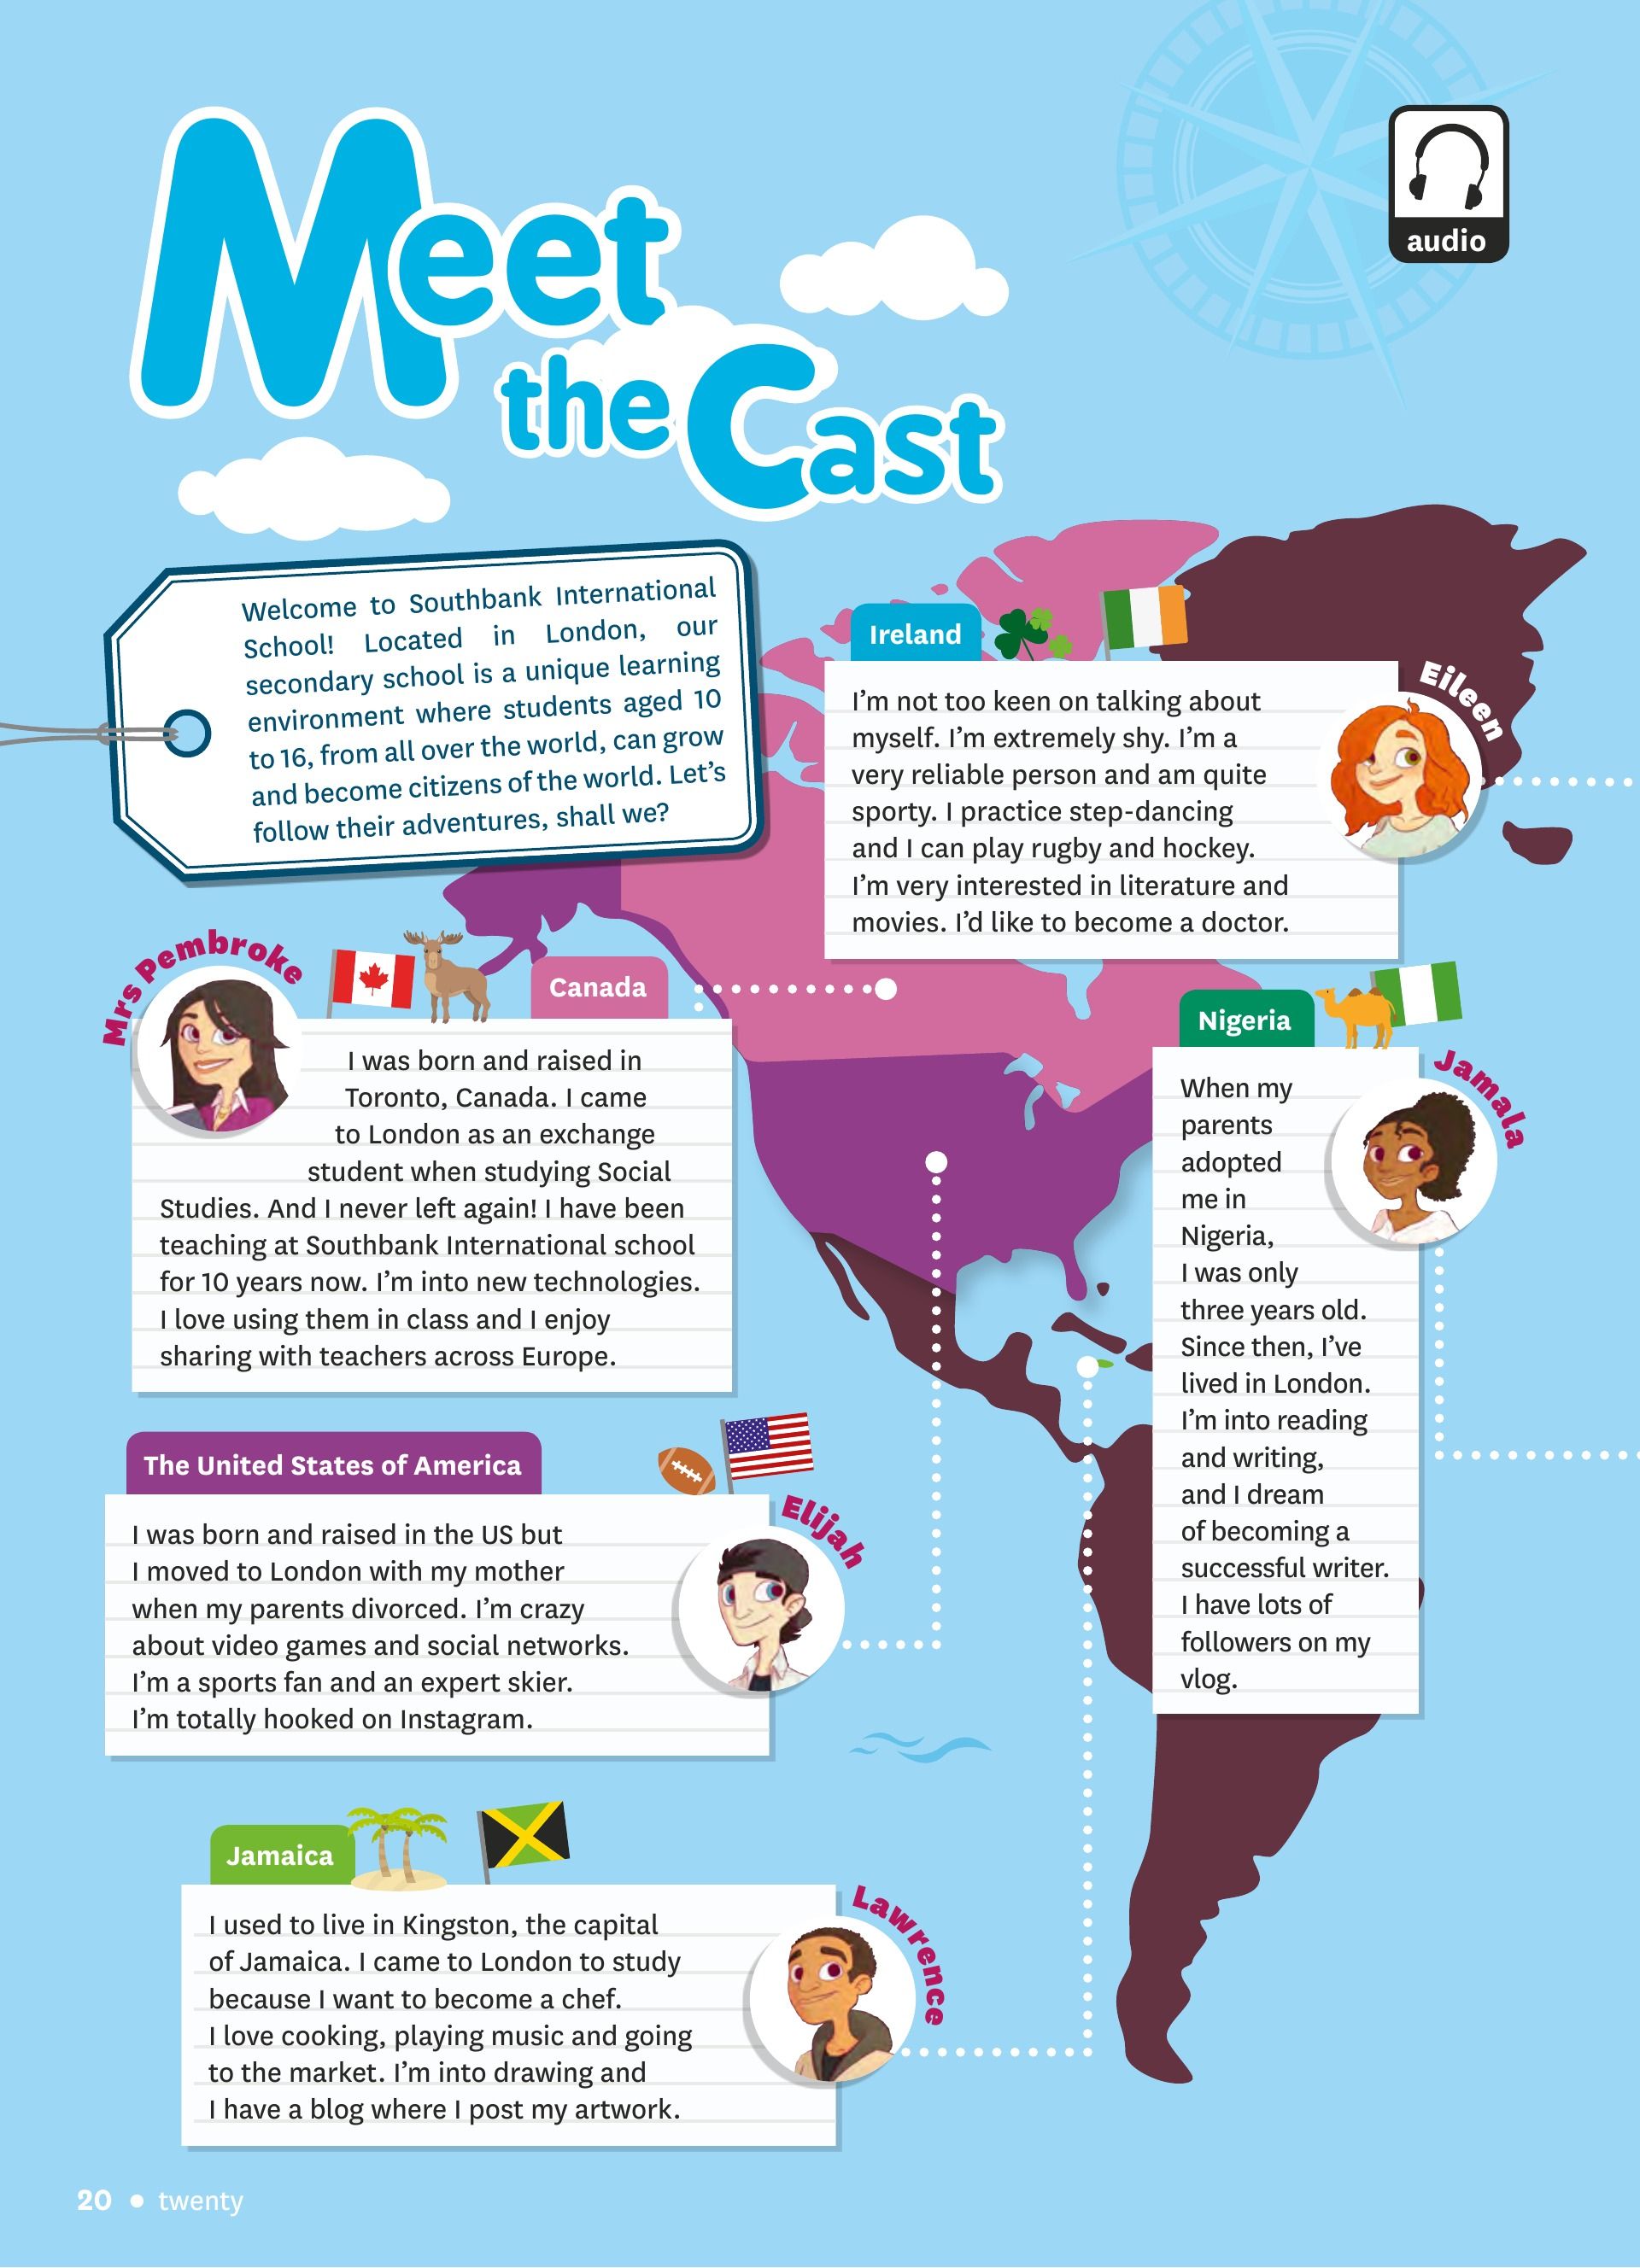 Meet
the Cast
audio
Welcome to Southbank International
School! Located in London, our
secondary school is a unique learning
environment where students aged 10
to 16, from all over the world, can grow
and become citizens of the world. Let's
follow their adventures, shall we?
Ireland
Eileen
I'm not too keen on talking about
myself. I'm extremely shy. I'm a
very reliable person and am quite
sporty. I practice step-dancing
and I can play rugby and hockey.
I'm very interested in literature and
movies. I'd like to become a doctor.
Mrs Pembroke
Canada
I was born and raised in
Toronto, Canada. I came
to London as an exchange
student when studying Social
Studies. And I never left again! I have been
teaching at Southbank International school
for 10 years now. I'm into new technologies.
I love using them in class and I enjoy
sharing with teachers across Europe.
Nigeria
Jamala
When my
parents
adopted
me in
Nigeria,
I was only
three years old.
Since then, I've
lived in London.
I'm into reading
and writing,
and I dream
of becoming a
successful writer.
I have lots of
followers on my
vlog.
The United States of America
Elijah
I was born and raised in the US but
I moved to London with my mother
when my parents divorced. I'm crazy
about video games and social networks.
I'm a sports fan and an expert skier.
I'm totally hooked on Instagram.
Jamaica
Lawrence
I used to live in Kingston, the capital
of Jamaica. I came to London to study
because I want to become a chef.
I love cooking, playing music and going
to the market. I'm into drawing and
I have a blog where I post my artwork.
20 • twenty